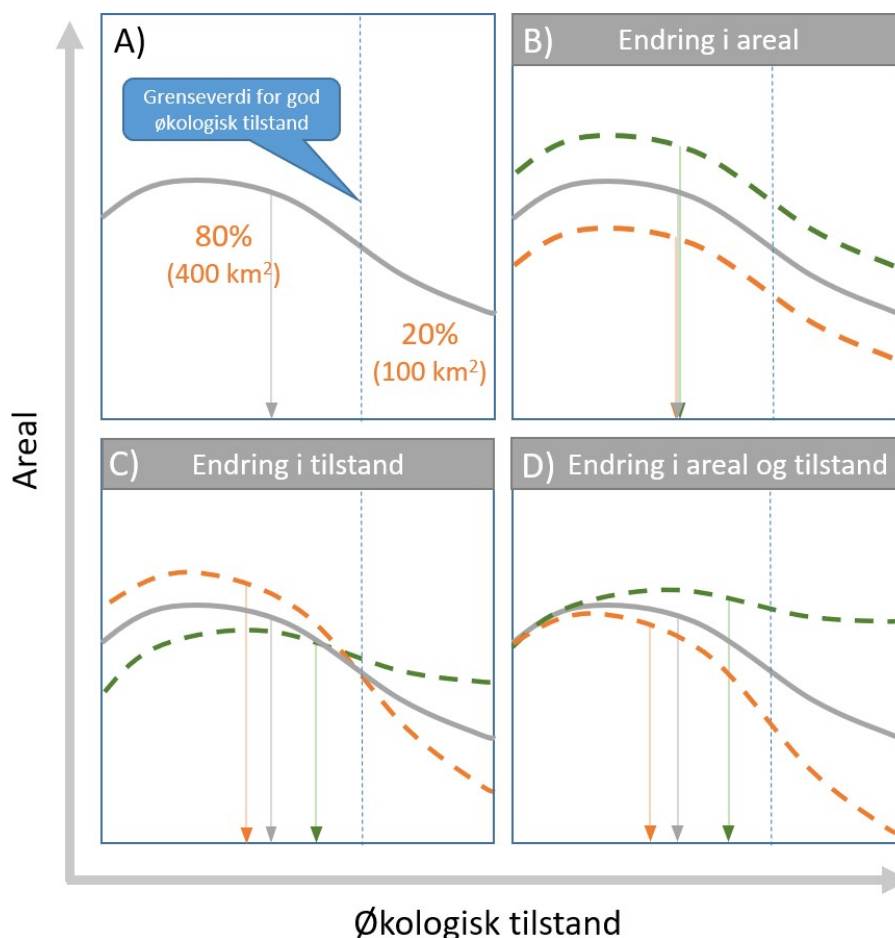 A)
Grenseverdi for god
økologisk tilstand
80%
(400 km²)
20%
(100 km²)
B) Endring i areal
C) Endring i tilstand
D) Endring i areal og tilstand
Areal
Økologisk tilstand